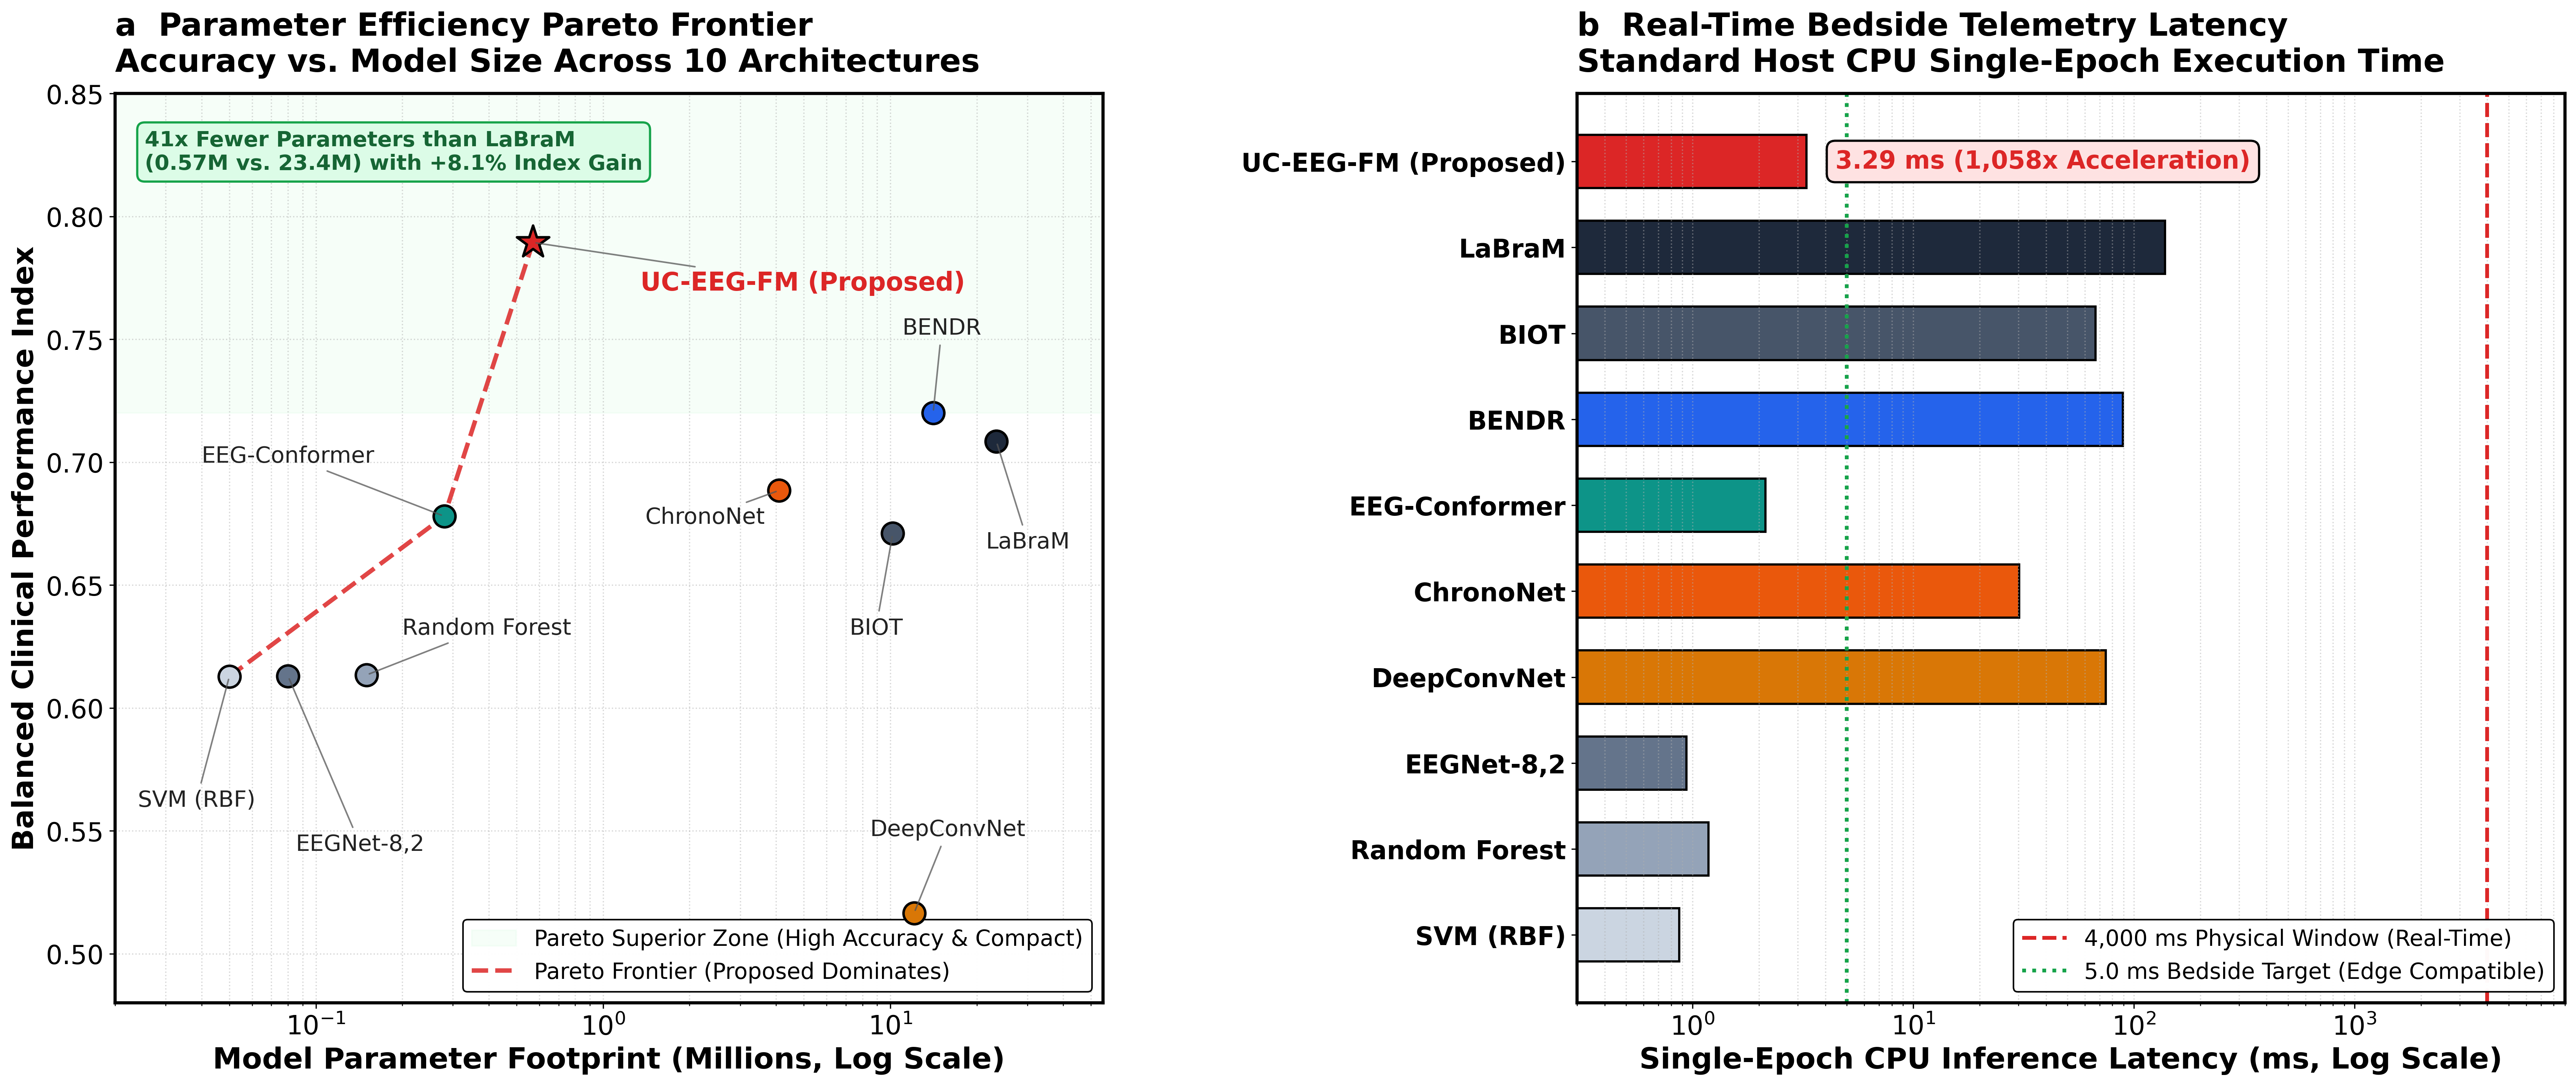 a Parameter Efficiency Pareto Frontier
Accuracy vs. Model Size Across 10 Architectures
Balanced Clinical Performance Index
0.85
0.80
0.75
0.70
0.65
0.60
0.55
0.50
41x Fewer Parameters than LaBraM
(0.57M vs. 23.4M) with +8.1% Index Gain
UC-EEG-FM (Proposed)
BENDR
EEG-Conformer
ChronoNet
LaBraM
BIOT
Random Forest
SVM (RBF)
EEGNet-8,2
DeepConvNet
Pareto Superior Zone (High Accuracy & Compact)
Pareto Frontier (Proposed Dominates)
10⁻¹
10⁰
10¹
Model Parameter Footprint (Millions, Log Scale)
b Real-Time Bedside Telemetry Latency
Standard Host CPU Single-Epoch Execution Time
UC-EEG-FM (Proposed)
3.29 ms (1,058x Acceleration)
LaBraM
BIOT
BENDR
EEG-Conformer
ChronoNet
DeepConvNet
EEGNet-8,2
Random Forest
SVM (RBF)
4,000 ms Physical Window (Real-Time)
5.0 ms Bedside Target (Edge Compatible)
10⁰
10¹
10²
10³
Single-Epoch CPU Inference Latency (ms, Log Scale)